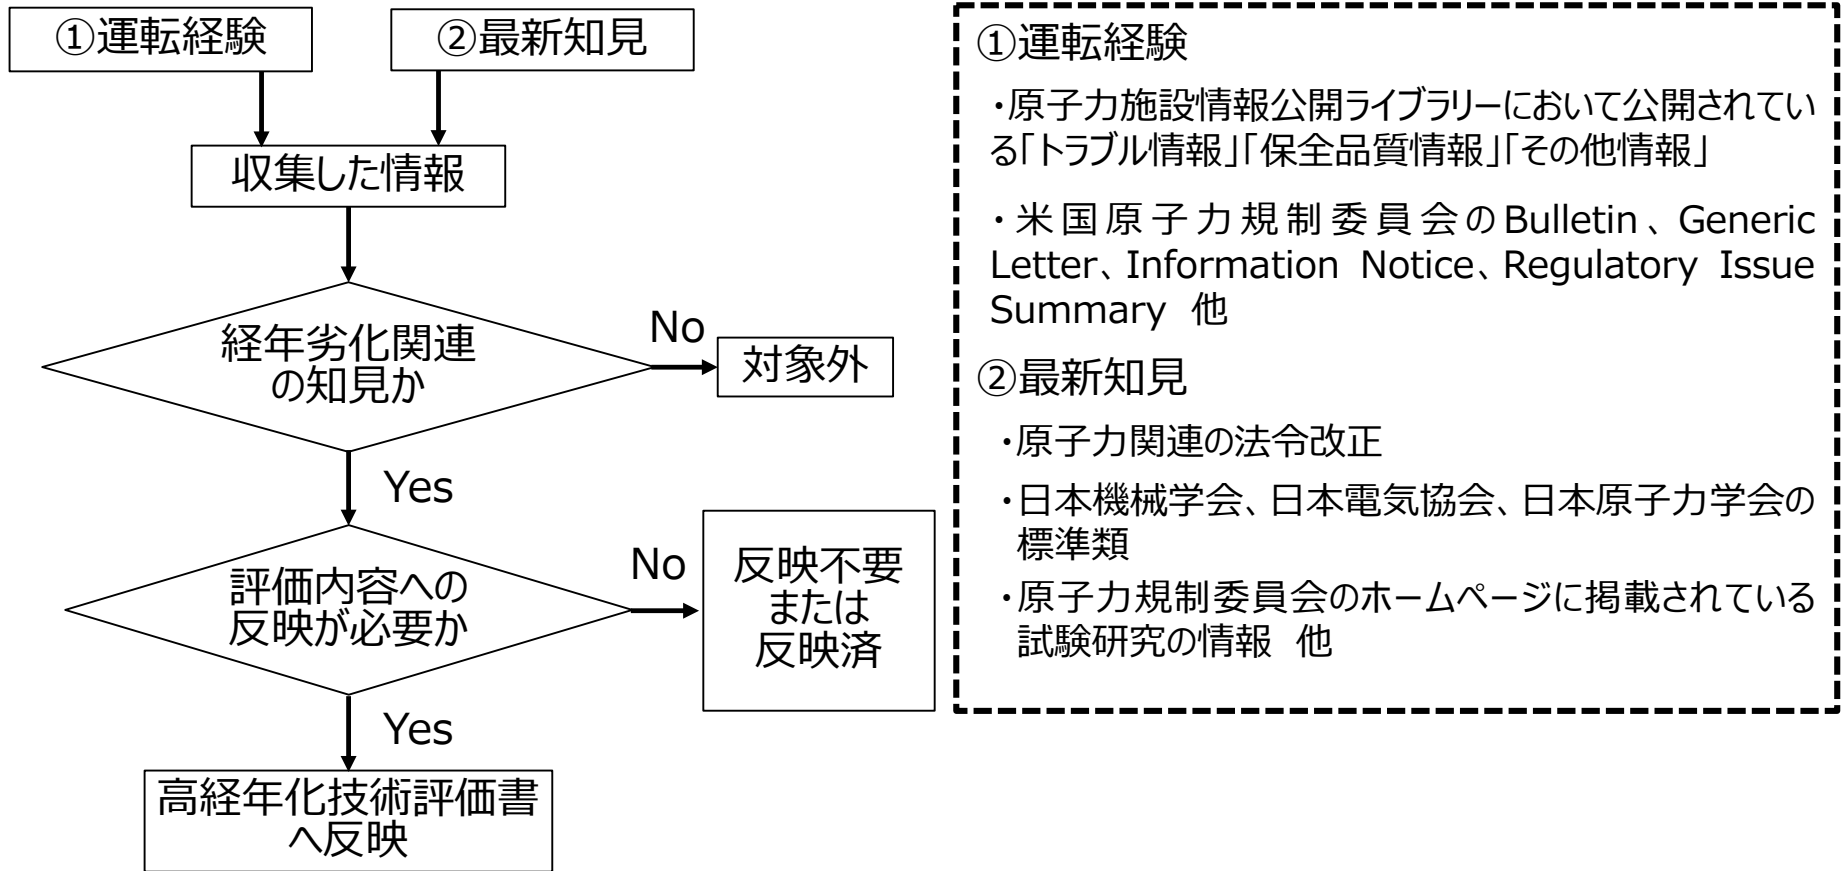 ①運転経験
②最新知見
収集した情報
経年劣化関連
の知見か
No
対象外
Yes
評価内容への
反映が必要か
No
反映不要
または
反映済
Yes
高経年化技術評価書
へ反映
①運転経験
・原子力施設情報公開ライブラリーにおいて公開されてい
る「トラブル情報」「保全品質情報」「その他情報」
・米国原子力規制委員会のBulletin、Generic
Letter、Information Notice、Regulatory Issue
Summary 他
②最新知見
・原子力関連の法令改正
・日本機械学会、日本電気協会、日本原子力学会の
標準類
・原子力規制委員会のホームページに掲載されている
試験研究の情報 他